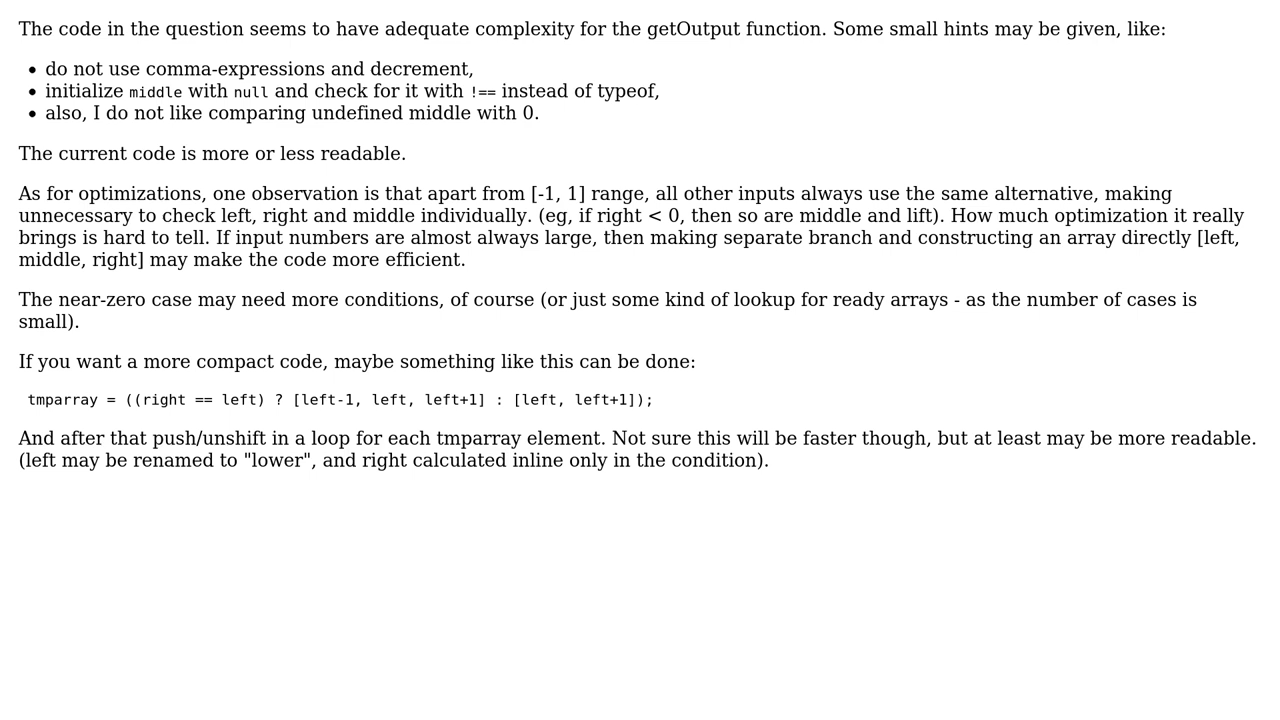 The code in the question seems to have adequate complexity for the getOutput function. Some small hints may be given, like:
• do not use comma-expressions and decrement,
• initialize middle with null and check for it with !== instead of typeof,
• also, I do not like comparing undefined middle with 0.
The current code is more or less readable.
As for optimizations, one observation is that apart from [-1, 1] range, all other inputs always use the same alternative, making
unnecessary to check left, right and middle individually. (eg, if right < 0, then so are middle and lift). How much optimization it really
brings is hard to tell. If input numbers are almost always large, then making separate branch and constructing an array directly [left,
middle, right] may make the code more efficient.
The near-zero case may need more conditions, of course (or just some kind of lookup for ready arrays - as the number of cases is
small).
If you want a more compact code, maybe something like this can be done:
tmparray = ((right == left) ? [left-1, left, left+1] : [left, left+1]);
And after that push/unshift in a loop for each tmparray element. Not sure this will be faster though, but at least may be more readable.
(left may be renamed to "lower", and right calculated inline only in the condition).